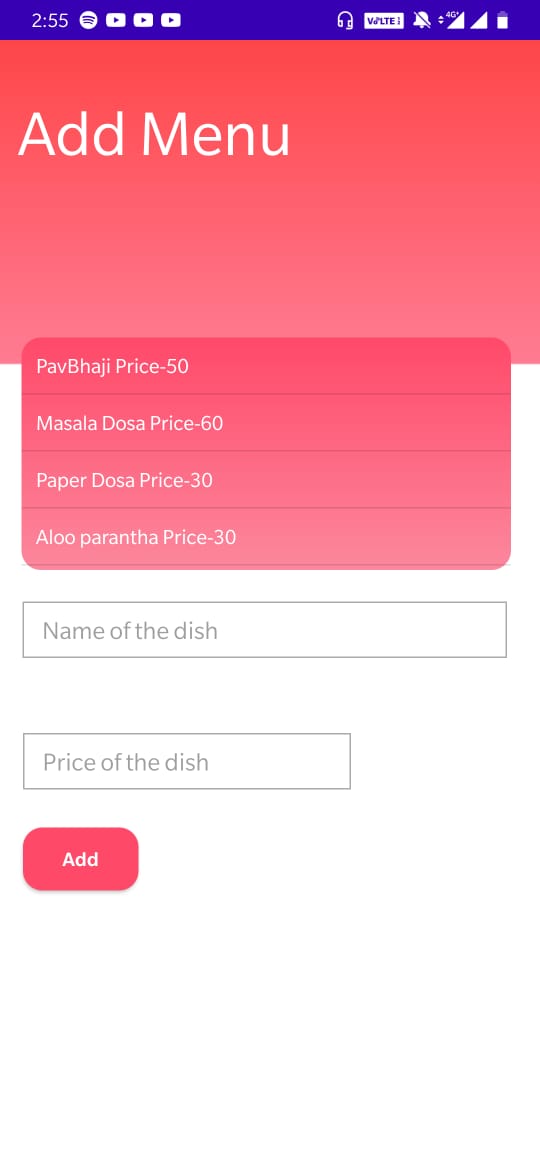 2:55
VoLTE
4G+
Add Menu
PavBhaji Price-50
Masala Dosa Price-60
Paper Dosa Price-30
Aloo parantha Price-30
Name of the dish
Price of the dish
Add